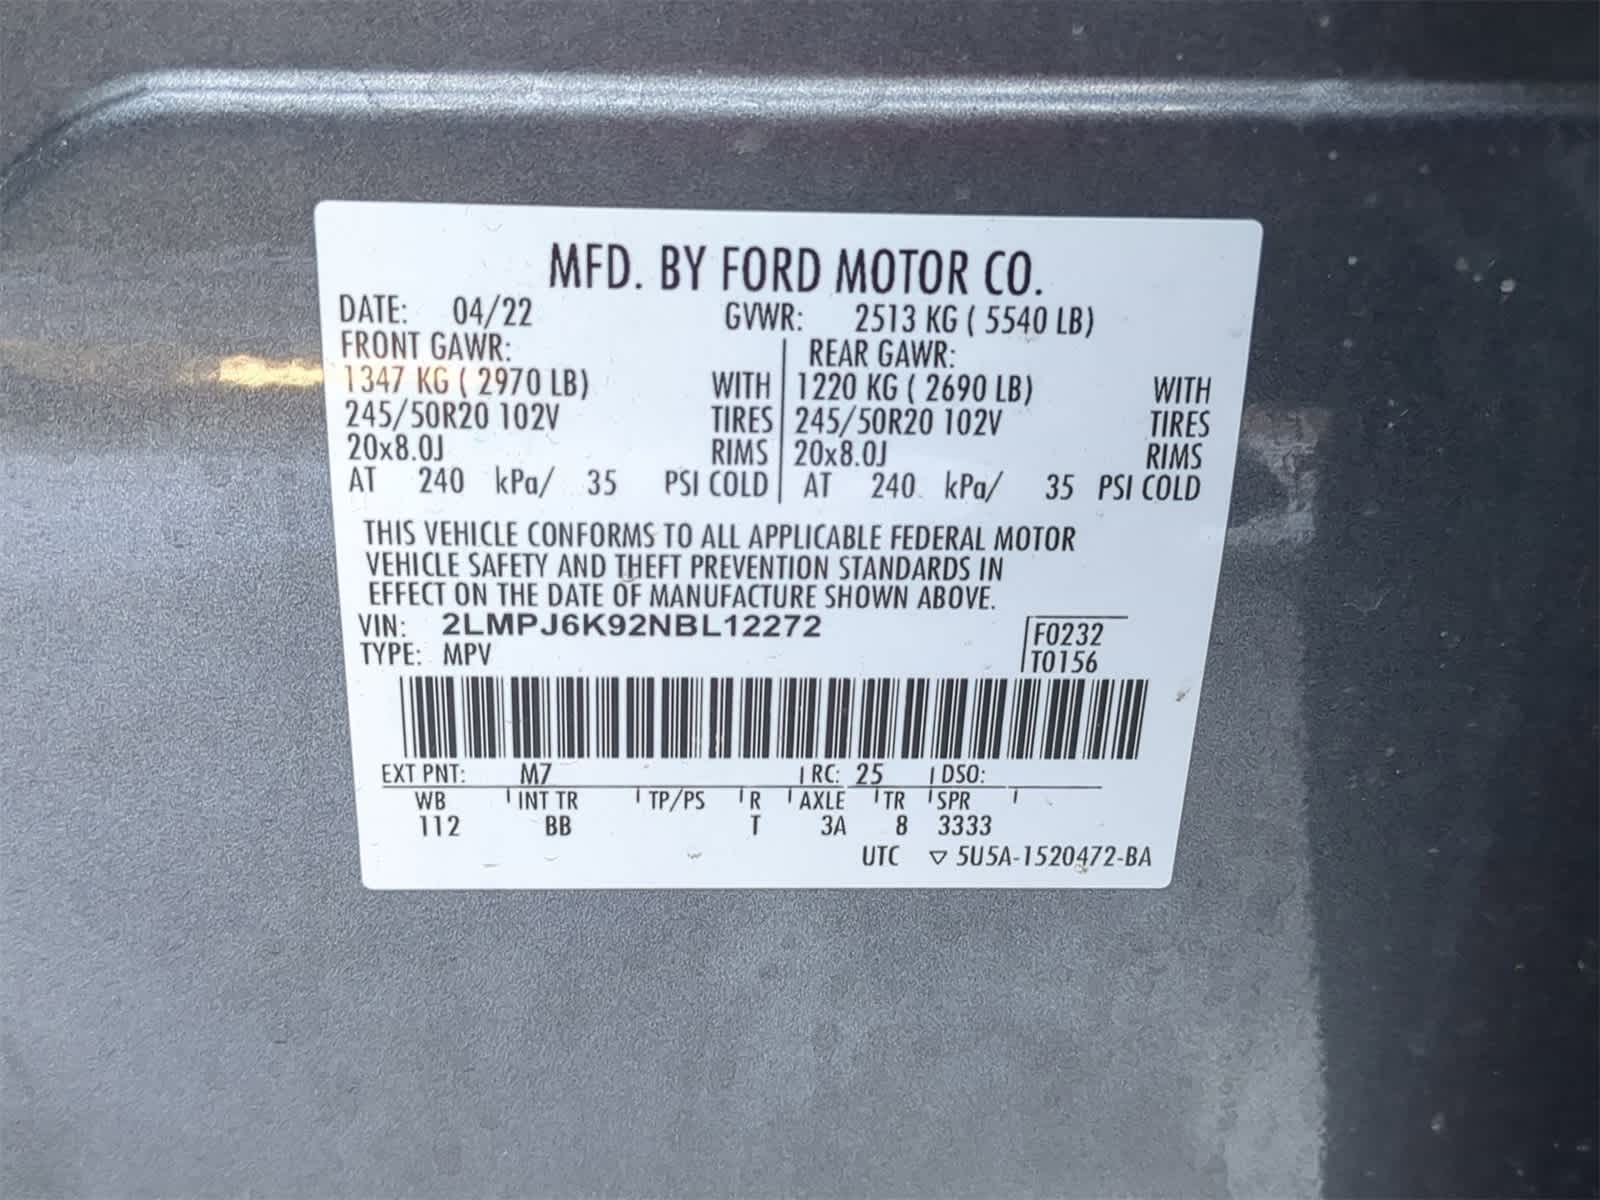 MFD. BY FORD MOTOR CO.
DATE: 04/22 GVWR: 2513 KG ( 5540 LB)
FRONT GAWR: REAR GAWR:
1347 KG ( 2970 LB) WITH 1220 KG ( 2690 LB) WITH
245/50R20 102V TIRES 245/50R20 102V TIRES
20x8.0J RIMS 20x8.0J RIMS
AT 240 kPa/ 35 PSI COLD AT 240 kPa/ 35 PSI COLD
THIS VEHICLE CONFORMS TO ALL APPLICABLE FEDERAL MOTOR
VEHICLE SAFETY AND THEFT PREVENTION STANDARDS IN
EFFECT ON THE DATE OF MANUFACTURE SHOWN ABOVE.
VIN: 2LMPJ6K92NBL12272 F0232
TYPE: MPV T0156
EXT PNT: M7 RC: 25 DSO:
WB INT TR TP/PS R AXLE TR SPR
112 BB T 3A 8 3333
UTC ▽ 5U5A-1520472-BA